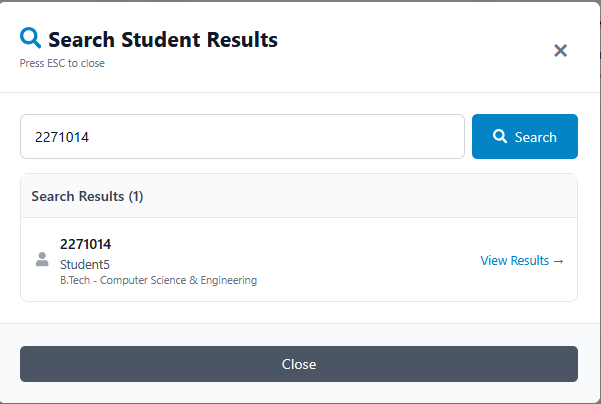 Search Student Results
Press ESC to close
×
2271014
Search
Search Results (1)
2271014
Student5
B.Tech - Computer Science & Engineering
View Results →
Close